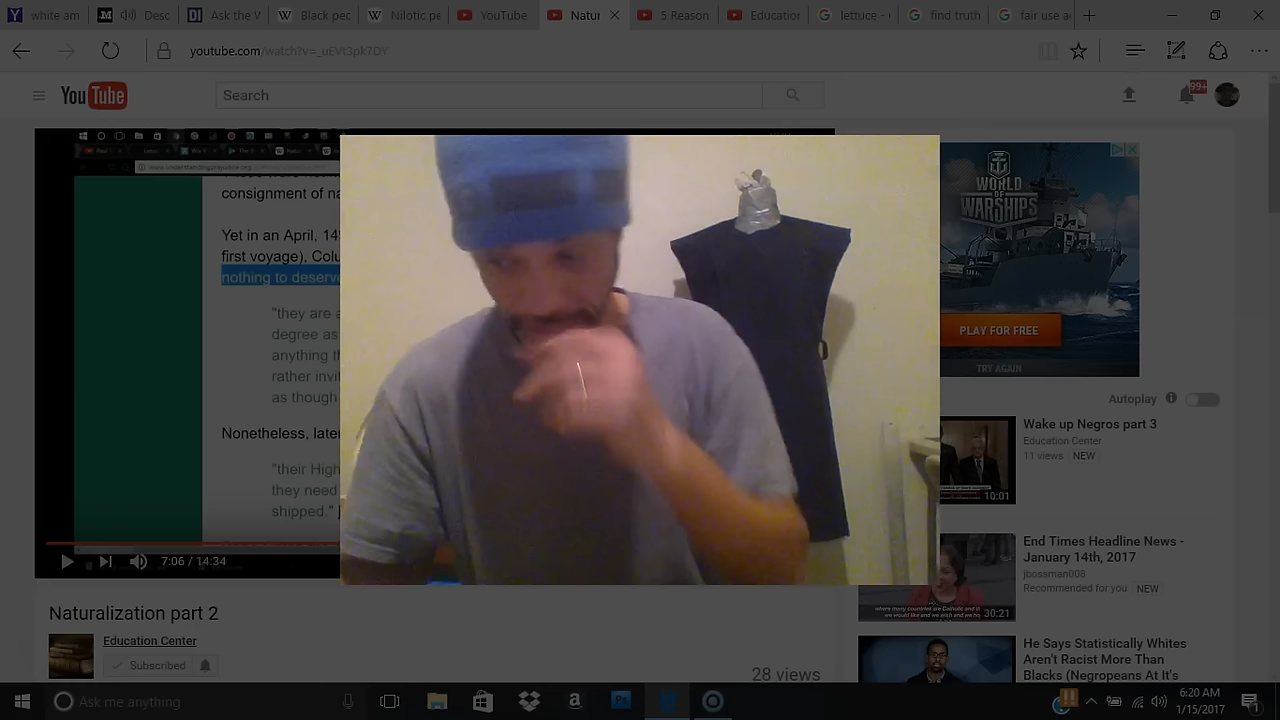 white am
Desc
Ask the V
Black pec
Nilotic pe
YouTube
Natur
5 Reason
Education
lettuce -
find truth
fair use a
youtube.com/watch?v=_uEVt3pk7DY
YouTube
Search
99+
consignment of na
Yet in an April, 14
first voyage), Colu
nothing to deserve
"they are a
degree as
anything th
rather invit
as though
Nonetheless, later
"their High
they need
shipped."
7:06 / 14:34
WORLD
OF
WARSHIPS
PLAY FOR FREE
TRY AGAIN
Autoplay
Wake up Negros part 3
Education Center
11 views NEW
10:01
End Times Headline News -
January 14th, 2017
jbossman008
Recommended for you NEW
30:21
He Says Statistically Whites
Aren't Racist More Than
Blacks (Negropeans At It's
Naturalization part 2
Education Center
Subscribed
28 views
Ask me anything
6:20 AM
1/15/2017